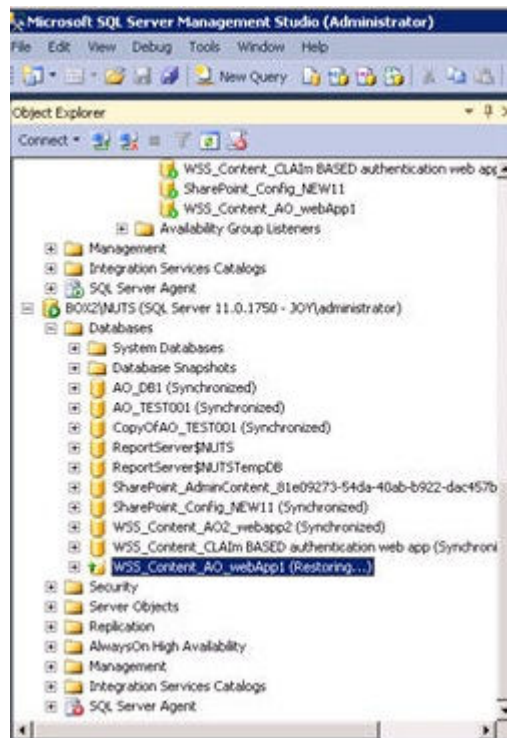 Microsoft SQL Server Management Studio (Administrator)
File Edit View Debug Tools Window Help
New Query
Object Explorer
Connect
WSS_Content_CLAIm BASED authentication web app
SharePoint_Config_NEW11
WSS_Content_AO_webApp1
Availability Group Listeners
Management
Integration Services Catalogs
SQL Server Agent
BOX2\NUTS (SQL Server 11.0.1750 - JOY\administrator)
Databases
System Databases
Database Snapshots
AO_DB1 (Synchronized)
AO_TEST001 (Synchronized)
CopyOfAO_TEST001 (Synchronized)
ReportServer$NUTS
ReportServer$NUTSTempDB
SharePoint_AdminContent_81e09273-54da-40ab-b922-dac457b
SharePoint_Config_NEW11 (Synchronized)
WSS_Content_AO2_webapp2 (Synchronized)
WSS_Content_CLAIm BASED authentication web app (Synchroni
WSS_Content_AO_webApp1 (Restoring...)
Security
Server Objects
Replication
AlwaysOn High Availability
Management
Integration Services Catalogs
SQL Server Agent